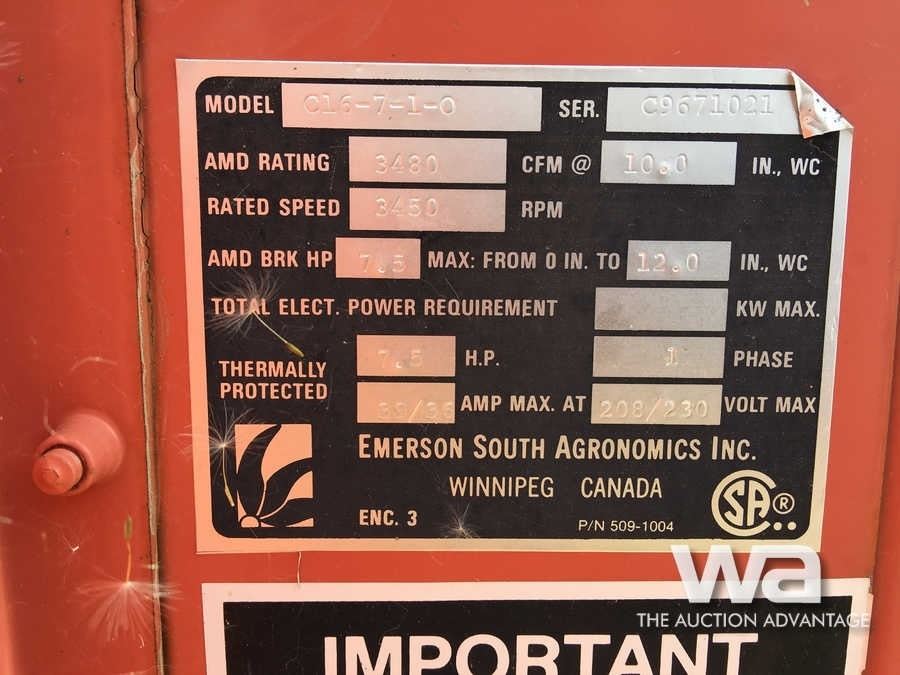 MODEL C16-7-1-0 SER. C9671021
AMD RATING 3480 CFM @ 10.0 IN., WC
RATED SPEED 3450 RPM
AMD BRK HP 7.5 MAX: FROM 0 IN. TO 12.0 IN., WC
TOTAL ELECT. POWER REQUIREMENT KW MAX.
THERMALLY PROTECTED 7.5 H.P. 1 PHASE
39/36 AMP MAX. AT 208/230 VOLT MAX
EMERSON SOUTH AGRONOMICS INC.
WINNIPEG CANADA
ENC. 3 P/N 509-1004 SA ®
wa
THE AUCTION ADVANTAGE
IMPORTANT